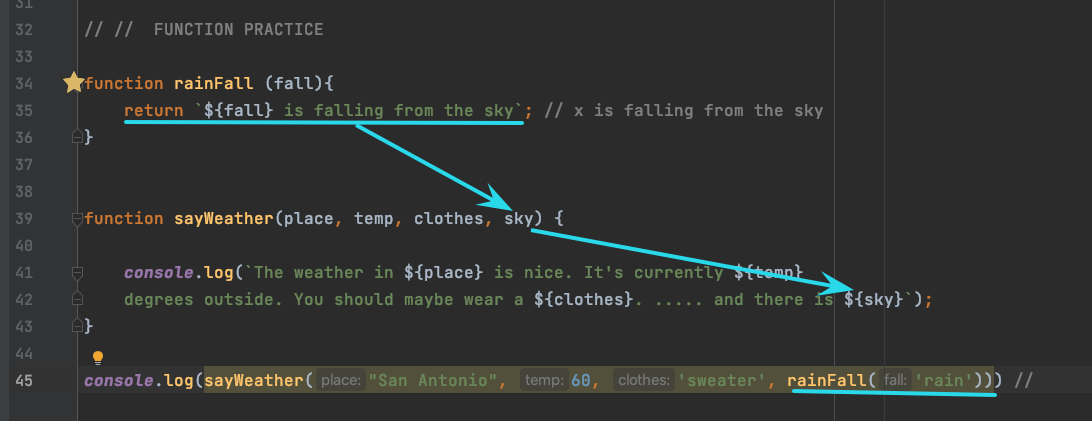 31
32 // //  FUNCTION PRACTICE
33
34 function rainFall (fall){
35 return `${fall} is falling from the sky`; // x is falling from the sky
36 }
37
38
39 function sayWeather(place, temp, clothes, sky) {
40
41 console.log(`The weather in ${place} is nice. It's currently ${temp}
42 degrees outside. You should maybe wear a ${clothes}. ..... and there is ${sky}`);
43 }
44
45 console.log(sayWeather( place: "San Antonio", temp: 60, clothes: 'sweater', rainFall( fall: 'rain'))) //